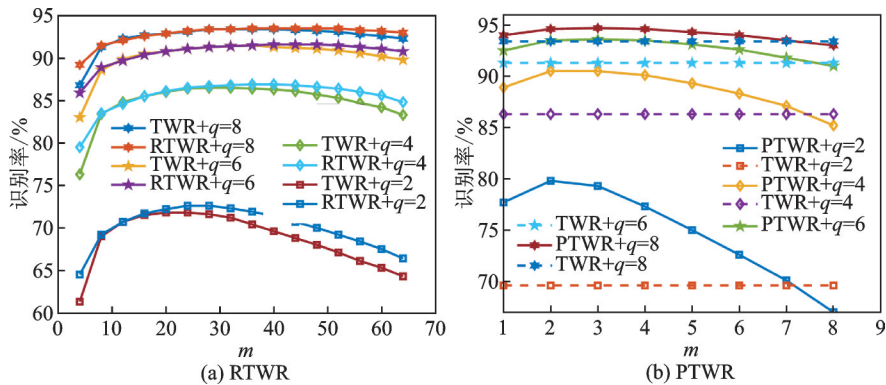 95
90
85
80
75
70
65
60
识别率/%
TWR+q=8
RTWR+q=8
TWR+q=6
RTWR+q=6
TWR+q=4
RTWR+q=4
TWR+q=2
RTWR+q=2
0 10 20 30 40 50 60 70
m
(a) RTWR
95
90
85
80
75
70
识别率/%
TWR+q=6
PTWR+q=8
TWR+q=8
PTWR+q=2
TWR+q=2
PTWR+q=4
TWR+q=4
PTWR+q=6
1 2 3 4 5 6 7 8 9
m
(b) PTWR